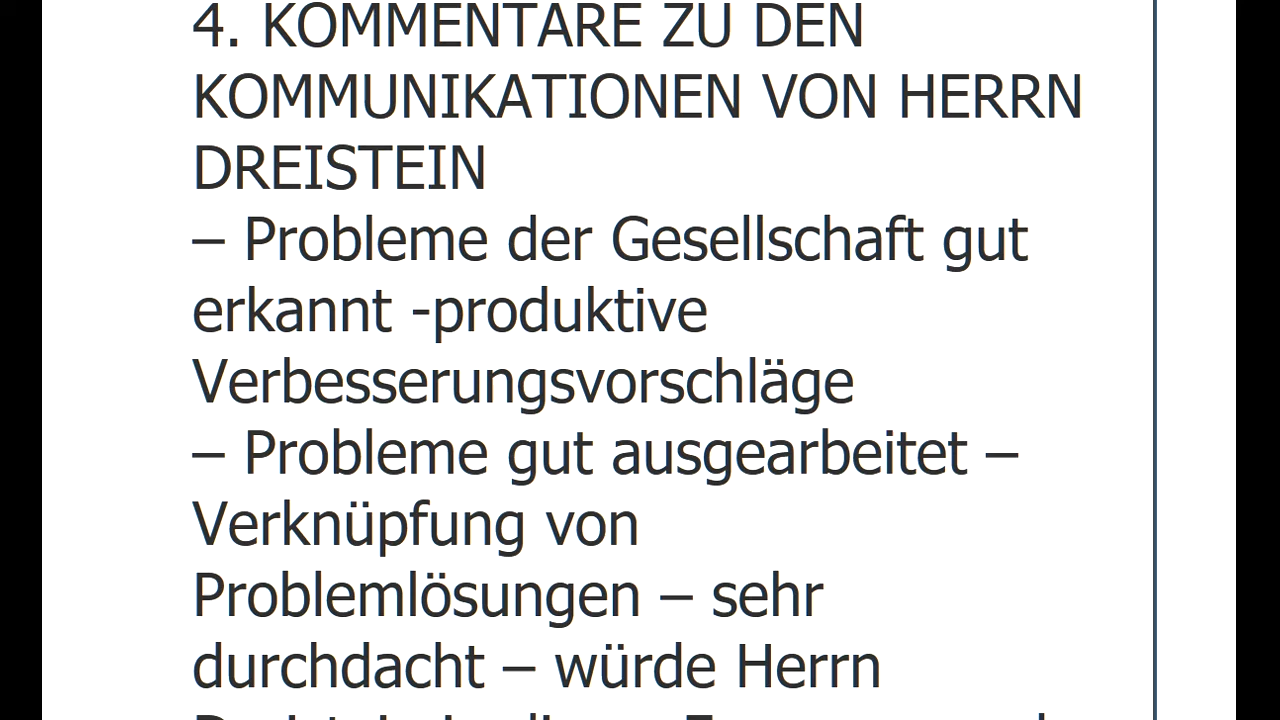 4. KOMMENTARE ZU DEN
KOMMUNIKATIONEN VON HERRN
DREISTEIN
– Probleme der Gesellschaft gut
erkannt -produktive
Verbesserungsvorschläge
– Probleme gut ausgearbeitet –
Verknüpfung von
Problemlösungen – sehr
durchdacht – würde Herrn